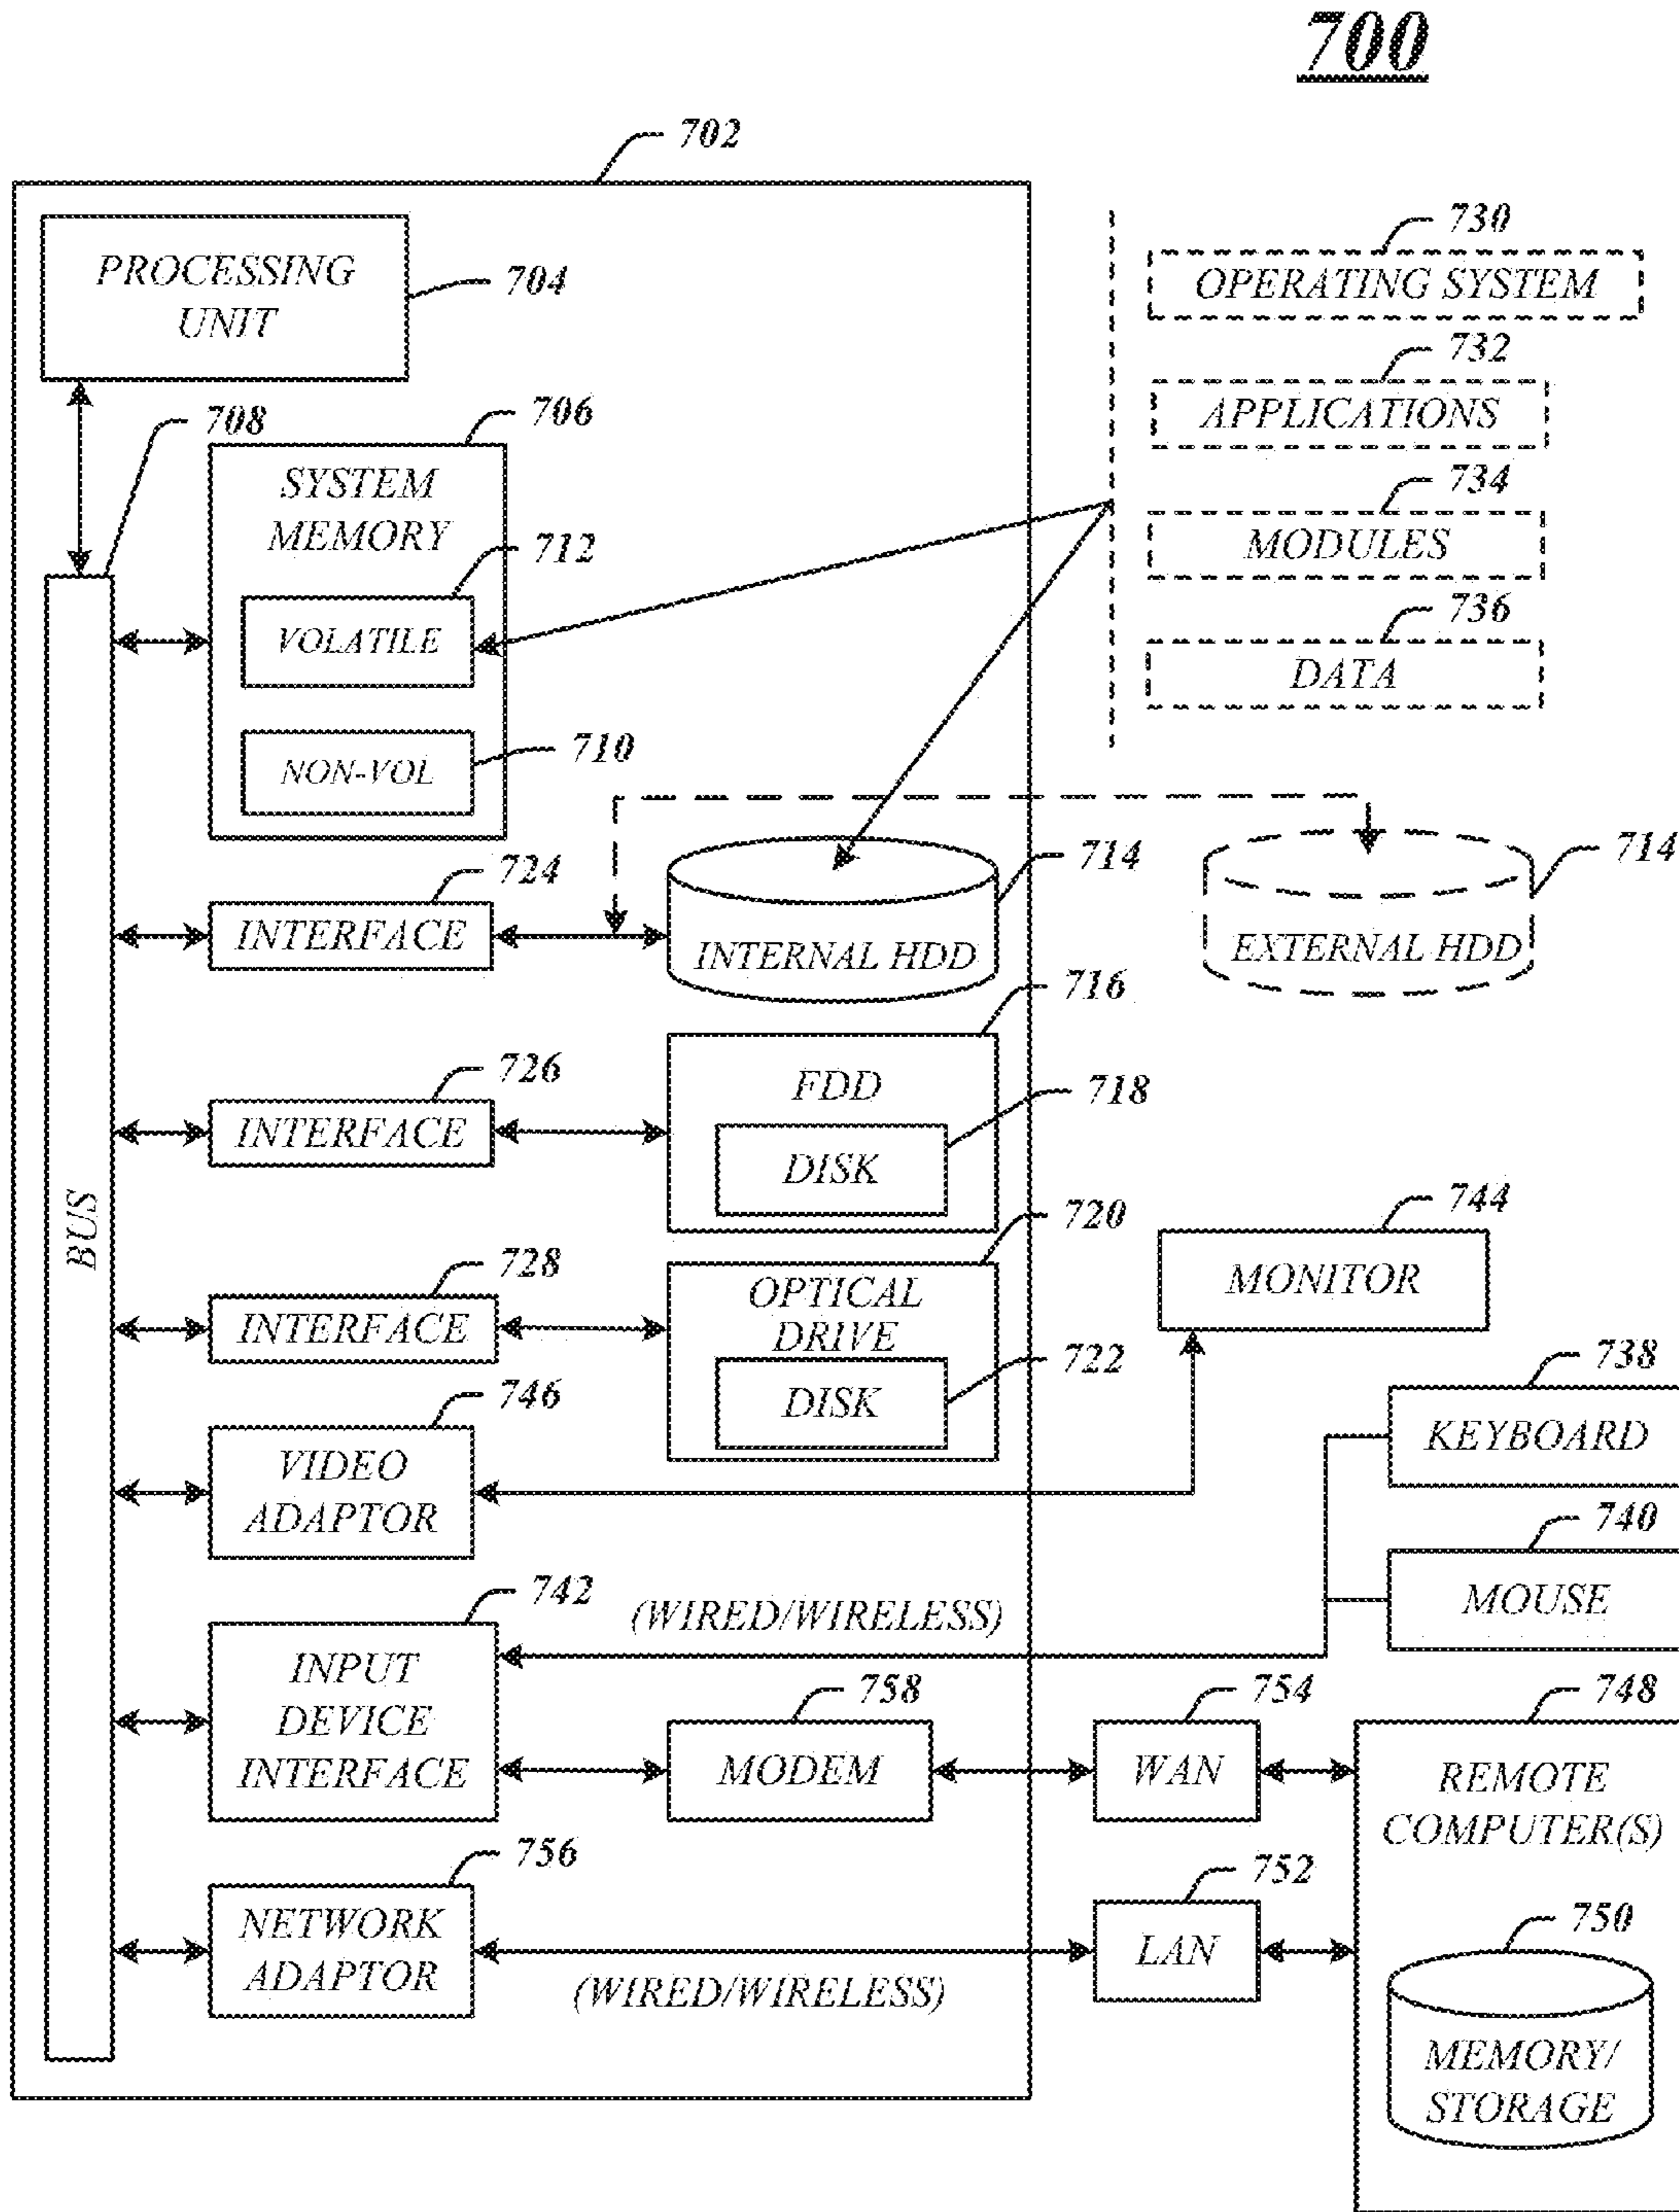 700
702
PROCESSING
UNIT
704
730
OPERATING SYSTEM
732
APPLICATIONS
734
MODULES
736
DATA
708
706
SYSTEM
MEMORY
712
VOLATILE
710
NON-VOL
BUS
724
INTERFACE
714
INTERNAL HDD
714
EXTERNAL HDD
726
INTERFACE
716
FDD
718
DISK
728
INTERFACE
720
OPTICAL
DRIVE
722
DISK
744
MONITOR
746
VIDEO
ADAPTOR
738
KEYBOARD
740
MOUSE
742
INPUT
DEVICE
INTERFACE
(WIRED/WIRELESS)
758
MODEM
754
WAN
748
REMOTE
COMPUTER(S)
756
NETWORK
ADAPTOR
(WIRED/WIRELESS)
752
LAN
750
MEMORY/
STORAGE